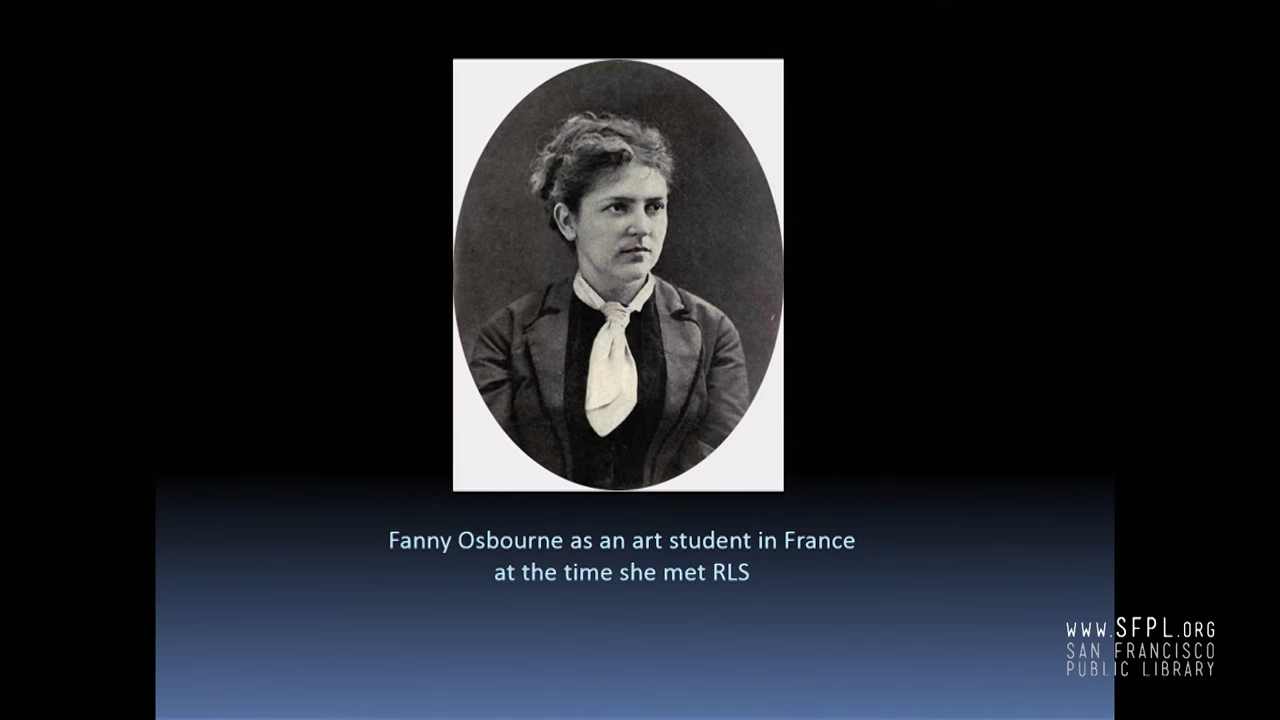 Fanny Osbourne as an art student in France
at the time she met RLS
WWW.SFPL.ORG
SAN FRANCISCO
PUBLIC LIBRARY